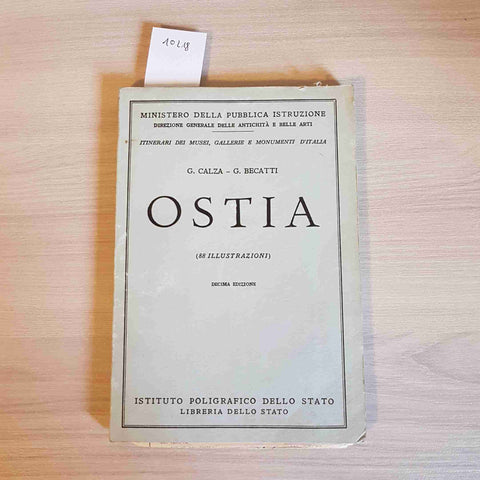 MINISTERO DELLA PUBBLICA ISTRUZIONE
DIREZIONE GENERALE DELLE ANTICHITÀ E BELLE ARTI
ITINERARI DEI MUSEI, GALLERIE E MONUMENTI D'ITALIA
G. CALZA - G. BECATTI
OSTIA
(88 ILLUSTRAZIONI)
DECIMA EDIZIONE
ISTITUTO POLIGRAFICO DELLO STATO
LIBRERIA DELLO STATO